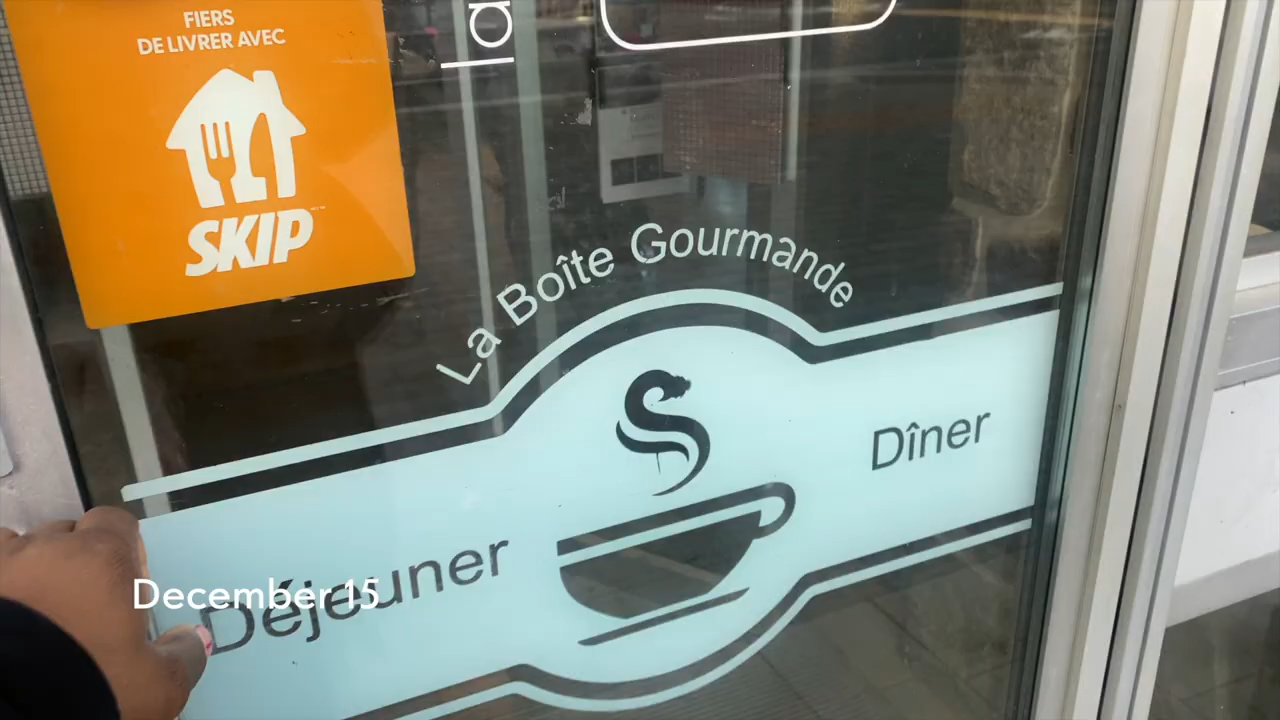 FIERS
DE LIVRER AVEC
SKIP
La Boîte Gourmande
Dîner
Déjeuner
December 15